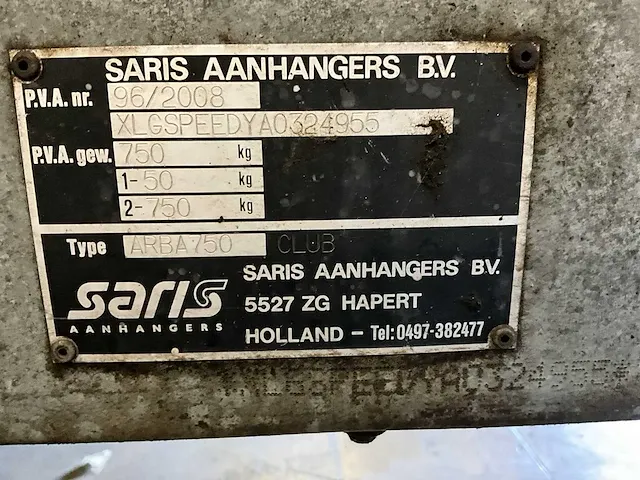 SARIS AANHANGERS B.V.
P.V.A. nr. 96/2008
XLGSPEEDYA0324955
P.V.A. gew. 750 kg
1-50 kg
2-750 kg
Type ARBA750 CLUB
saris
AANHANGERS
SARIS AANHANGERS B.V.
5527 ZG HAPERT
HOLLAND - Tel:0497-382477